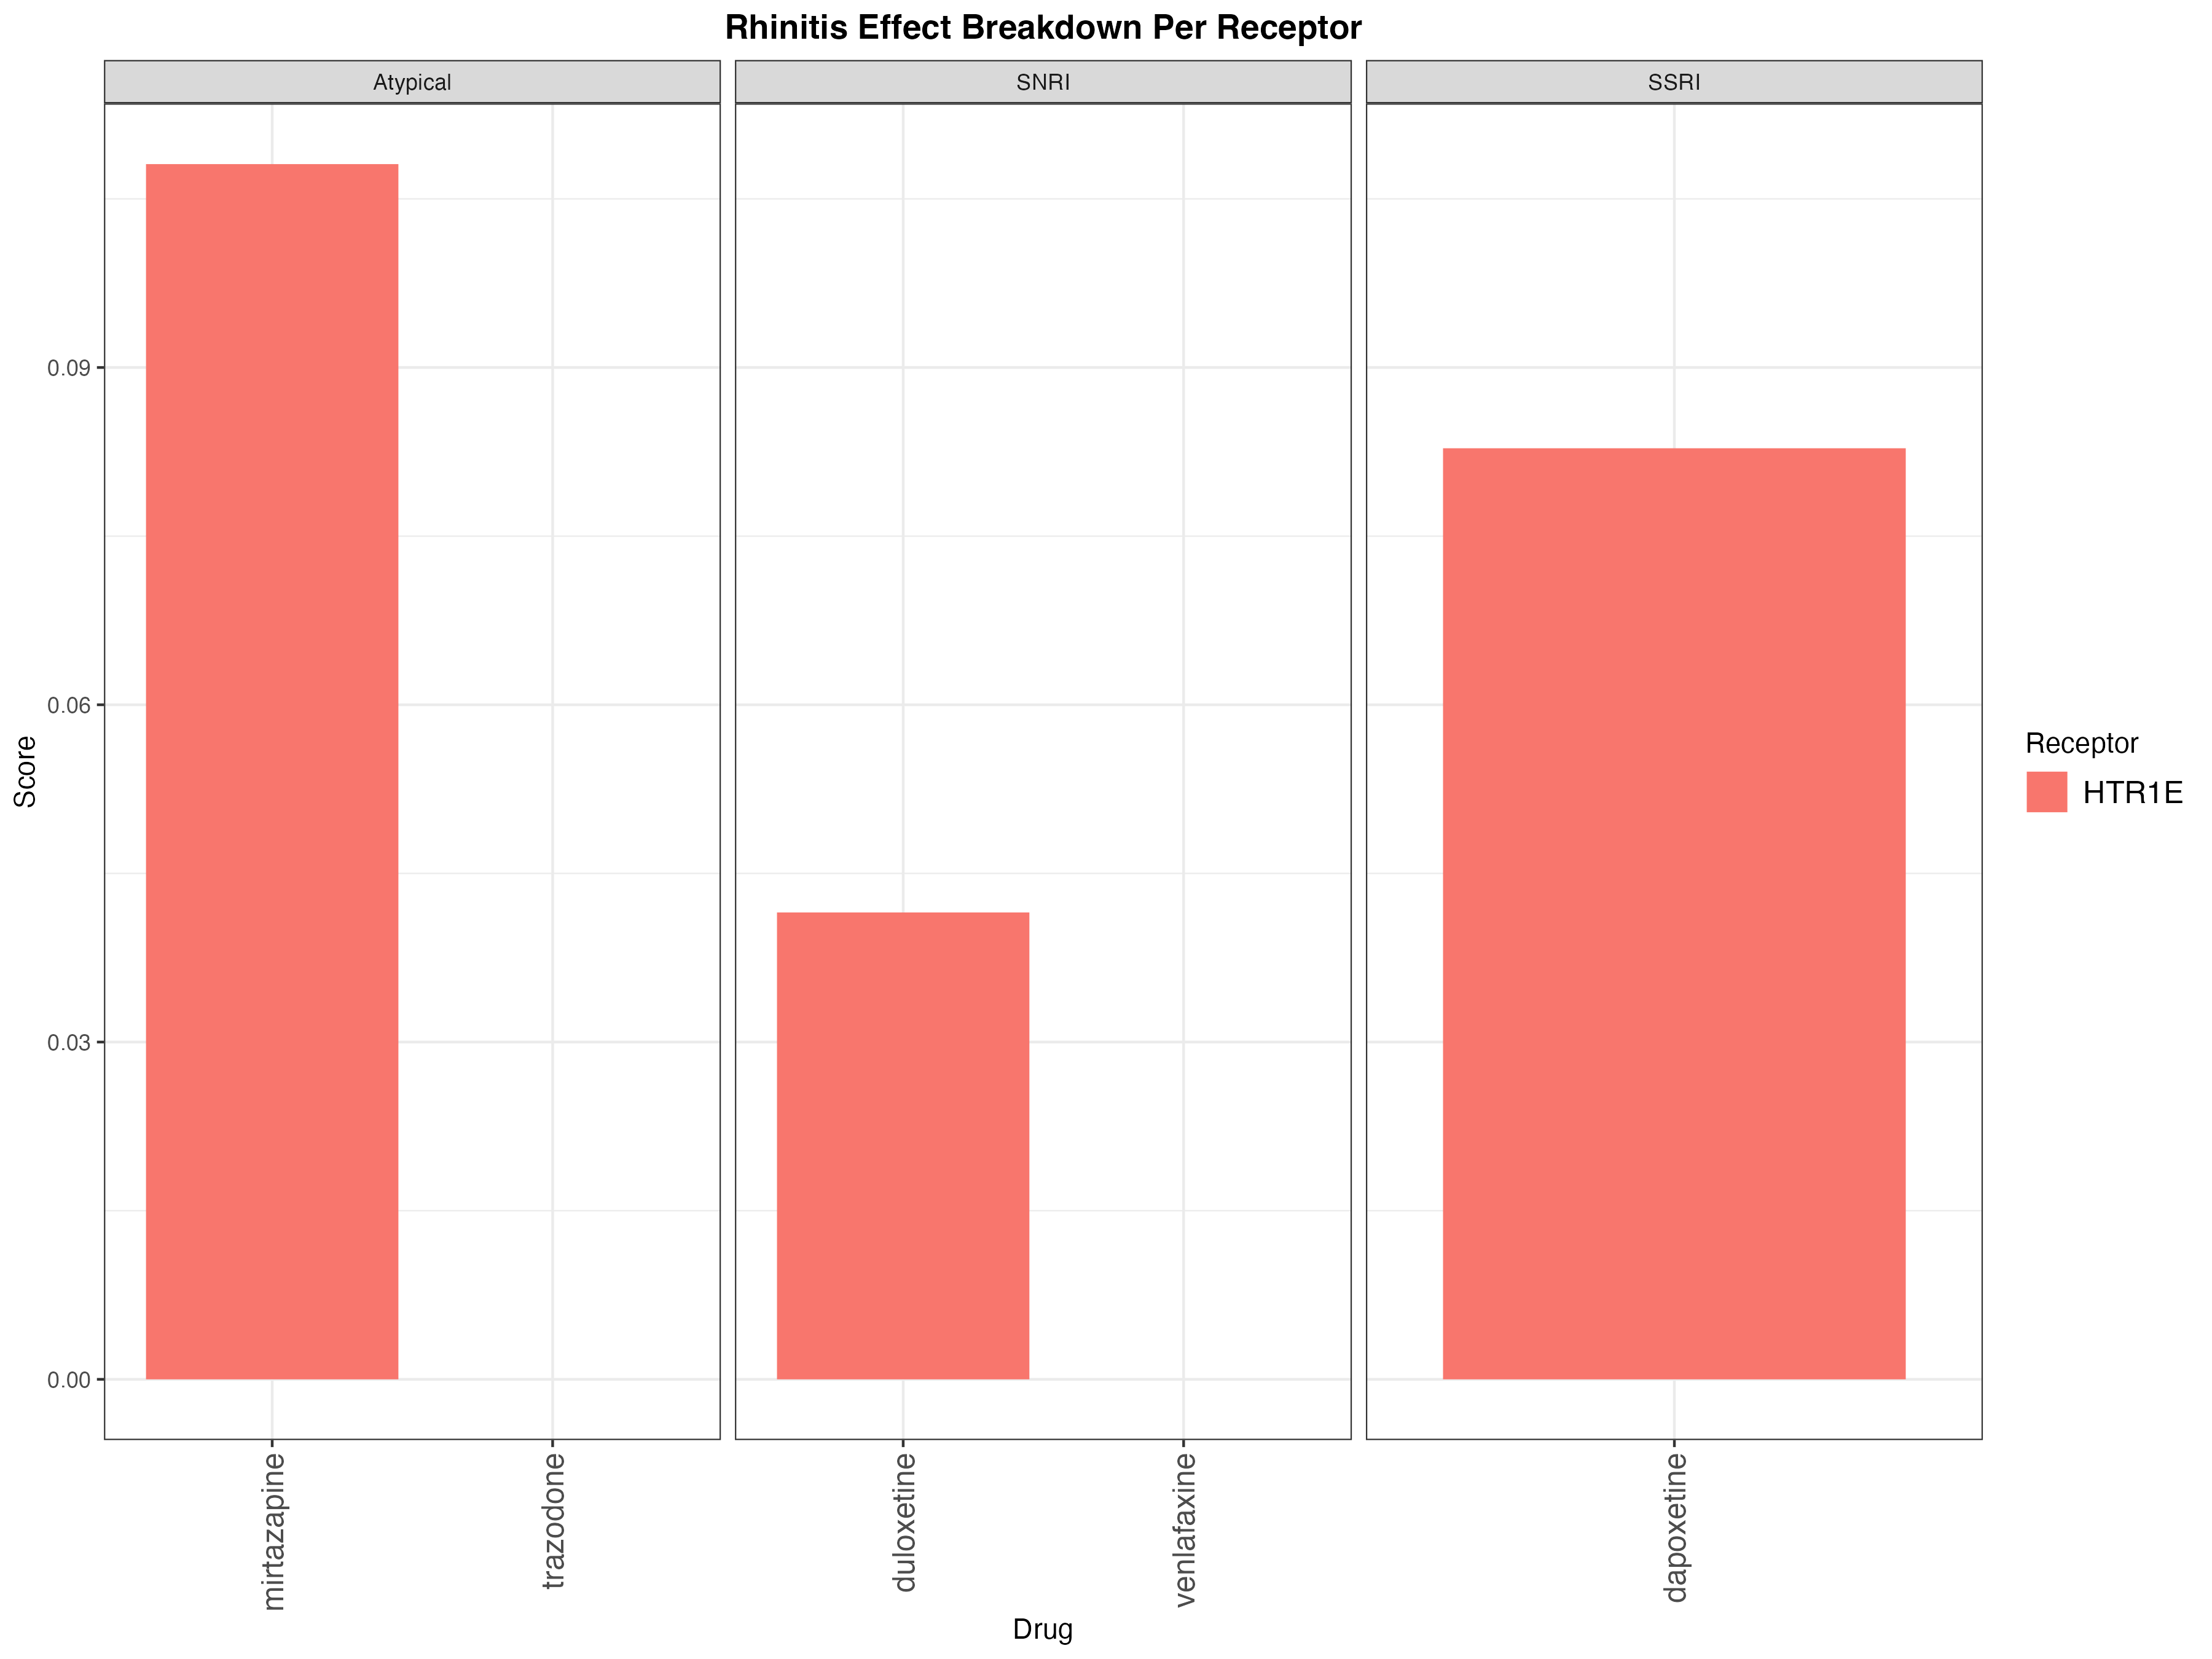 Rhinitis Effect Breakdown Per Receptor
Atypical
SNRI
SSRI
0.09
0.06
0.03
0.00
Score
mirtazapine
trazodone
duloxetine
venlafaxine
dapoxetine
Drug
Receptor
HTR1E